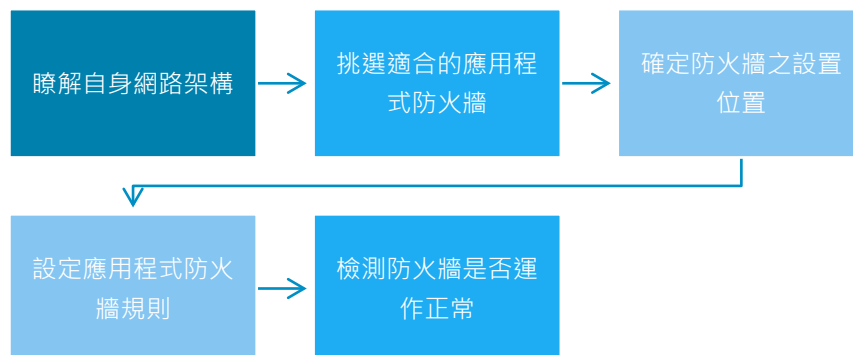 瞭解自身網路架構
挑選適合的應用程
式防火牆
確定防火牆之設置
位置
設定應用程式防火
牆規則
檢測防火牆是否運
作正常